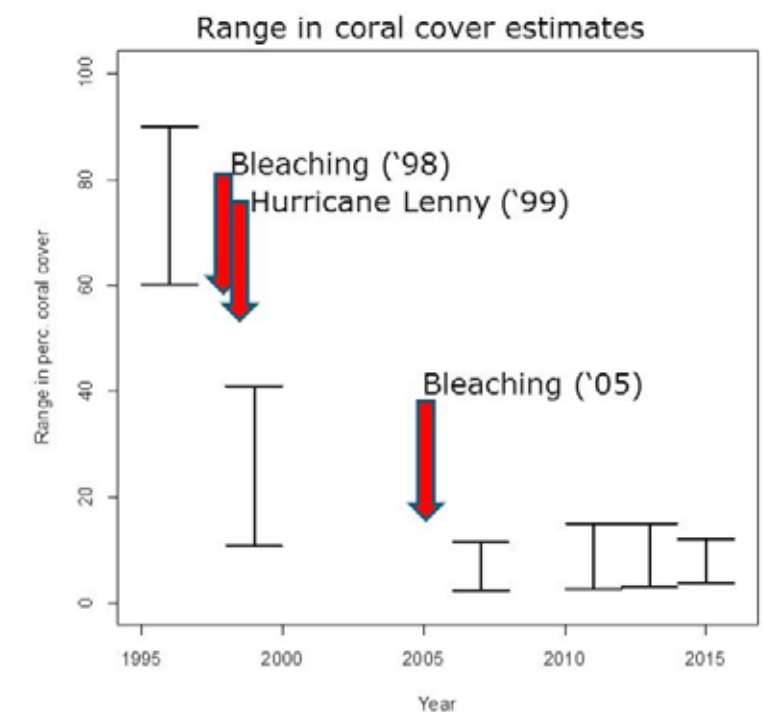 Range in coral cover estimates
100
80
60
40
20
0
Range in perc. coral cover
Bleaching (‘98)
Hurricane Lenny (‘99)
Bleaching (‘05)
1995 2000 2005 2010 2015
Year